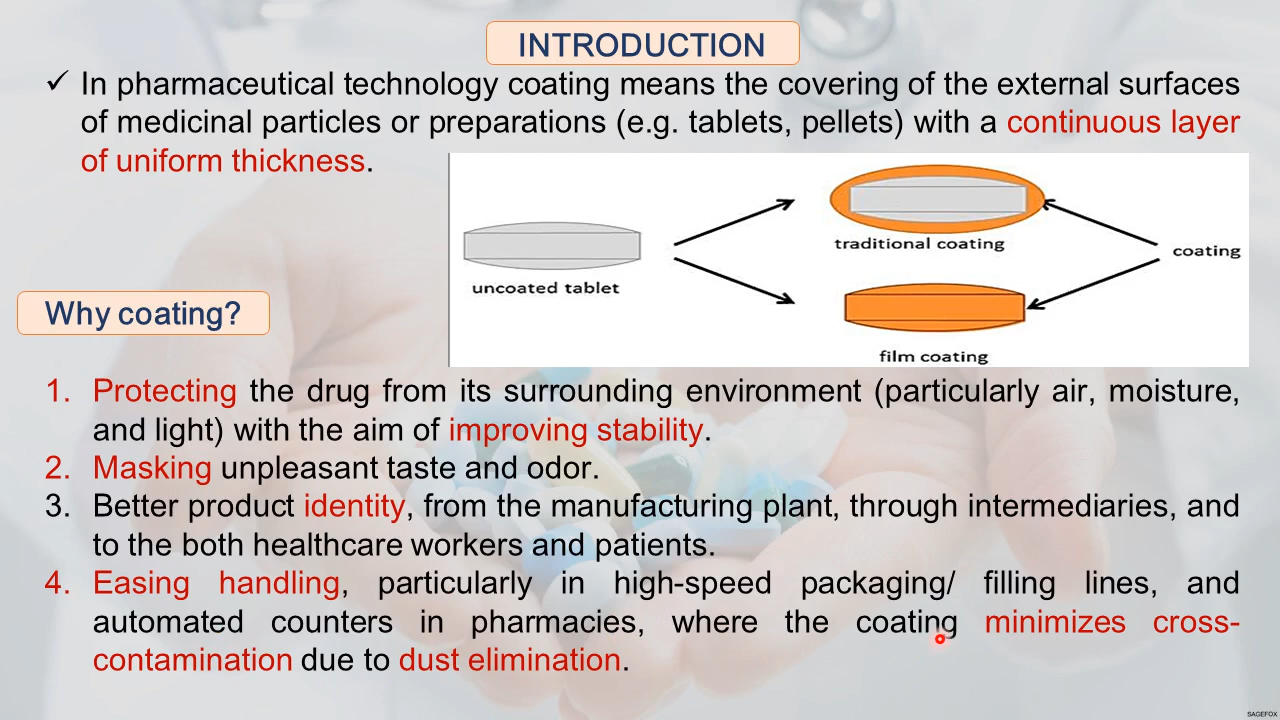 INTRODUCTION
✓ In pharmaceutical technology coating means the covering of the external surfaces
of medicinal particles or preparations (e.g. tablets, pellets) with a continuous layer
of uniform thickness.
traditional coating
coating
uncoated tablet
film coating
Why coating?
1. Protecting the drug from its surrounding environment (particularly air, moisture,
and light) with the aim of improving stability.
2. Masking unpleasant taste and odor.
3. Better product identity, from the manufacturing plant, through intermediaries, and
to the both healthcare workers and patients.
4. Easing handling, particularly in high-speed packaging/ filling lines, and
automated counters in pharmacies, where the coating minimizes cross-
contamination due to dust elimination.
SAGEFOX